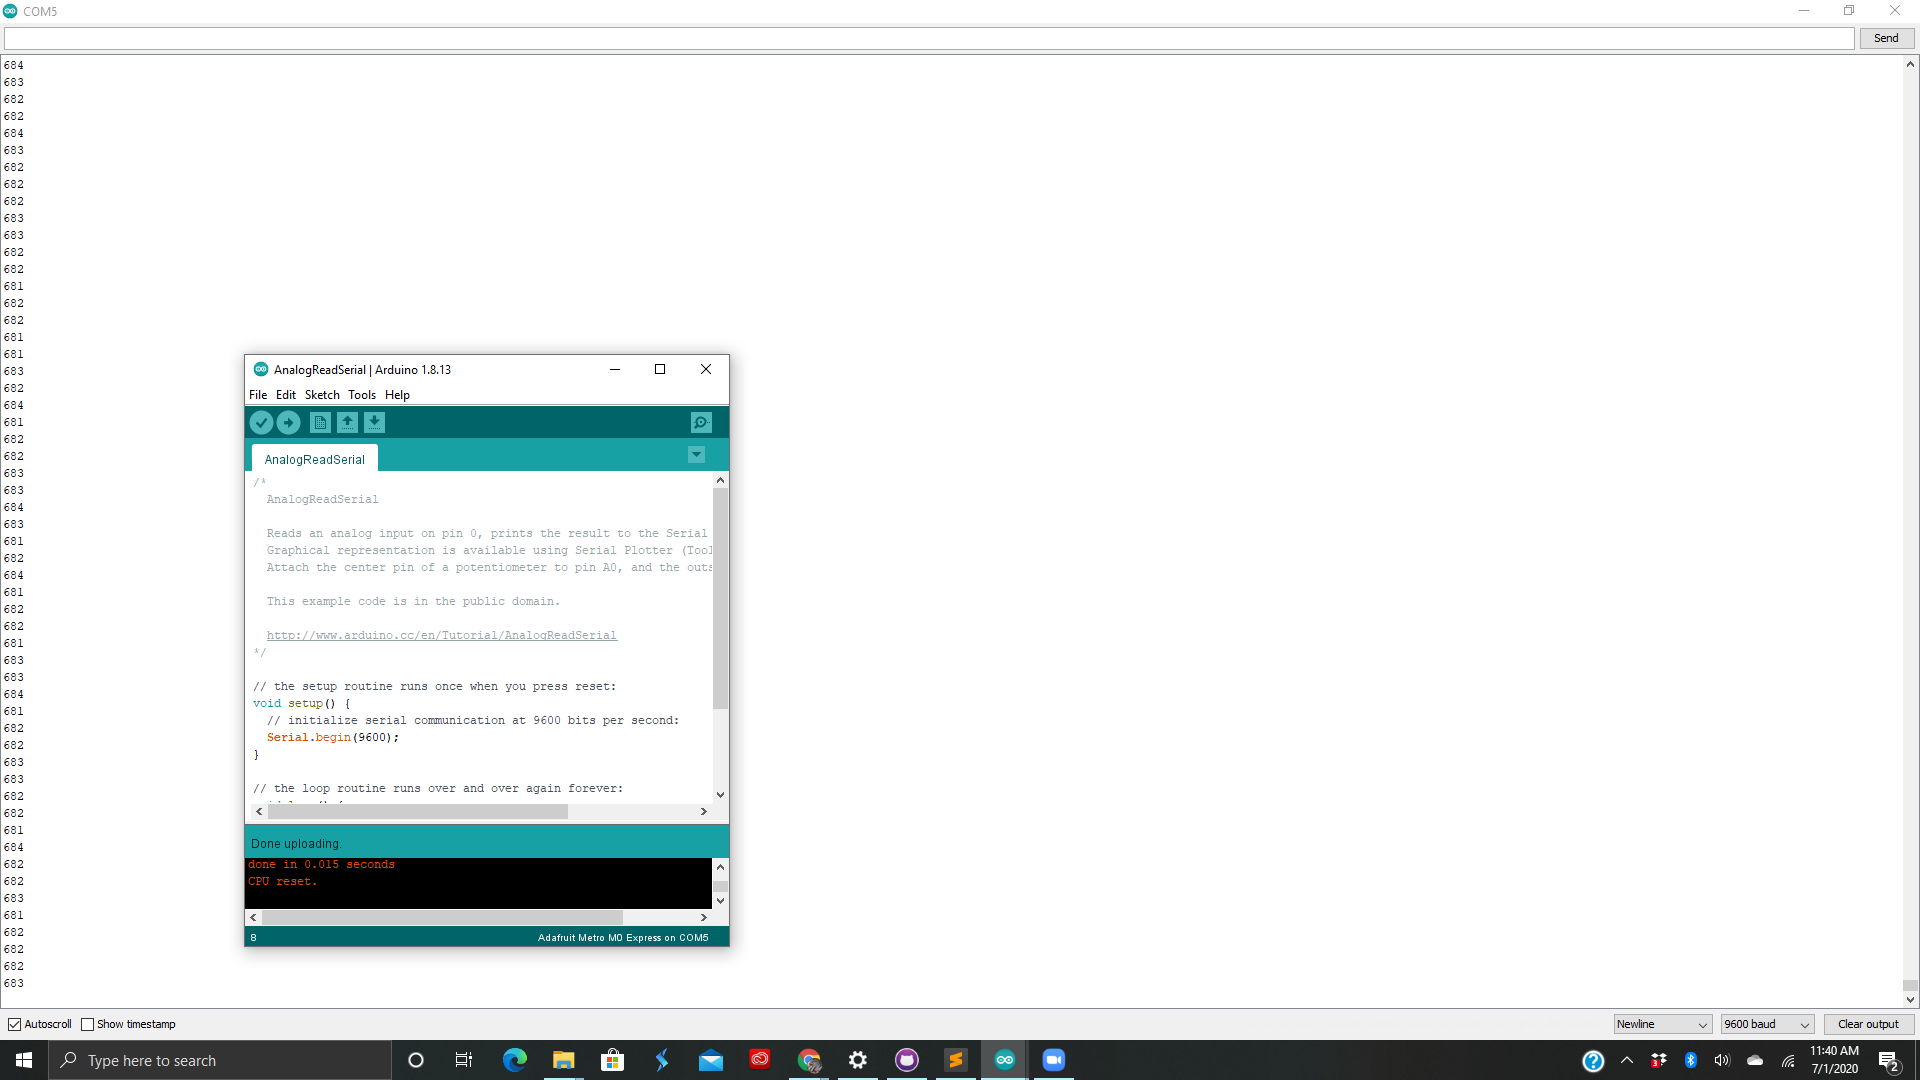 COM5
Send
684
683
682
682
684
683
682
682
682
683
683
682
682
681
682
682
681
681
683
682
684
681
682
682
683
683
684
683
681
682
684
681
682
682
681
683
683
684
681
682
682
683
683
682
682
681
684
682
682
683
681
682
682
682
683
AnalogReadSerial | Arduino 1.8.13
File Edit Sketch Tools Help
AnalogReadSerial
/*
AnalogReadSerial
Reads an analog input on pin 0, prints the result to the Serial
Graphical representation is available using Serial Plotter (Tool
Attach the center pin of a potentiometer to pin A0, and the outs
This example code is in the public domain.
http://www.arduino.cc/en/Tutorial/AnalogReadSerial
*/
// the setup routine runs once when you press reset:
void setup() {
// initialize serial communication at 9600 bits per second:
Serial.begin(9600);
}
// the loop routine runs over and over again forever:
Done uploading.
done in 0.015 seconds
CPU reset.
8
Adafruit Metro M0 Express on COM5
Autoscroll Show timestamp
Newline
9600 baud
Clear output
Type here to search
11:40 AM
7/1/2020
2